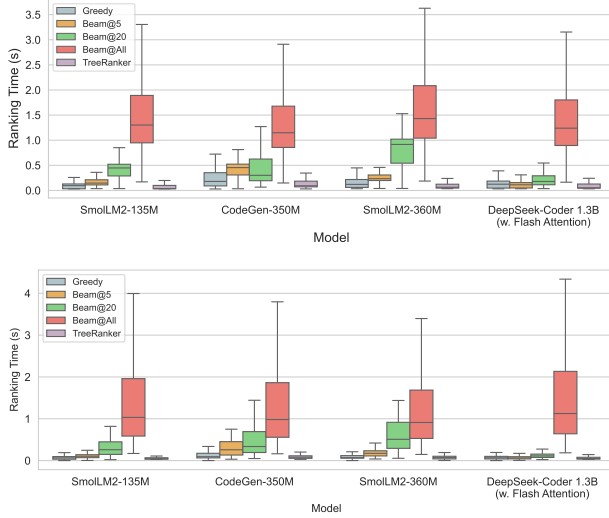 Ranking Time (s)
3.5
3.0
2.5
2.0
1.5
1.0
0.5
0.0
Greedy
Beam@5
Beam@20
Beam@All
TreeRanker
SmolLM2-135M
CodeGen-350M
SmolLM2-360M
DeepSeek-Coder 1.3B
(w. Flash Attention)
Model
Ranking Time (s)
4
3
2
1
0
Greedy
Beam@5
Beam@20
Beam@All
TreeRanker
SmolLM2-135M
CodeGen-350M
SmolLM2-360M
DeepSeek-Coder 1.3B
(w. Flash Attention)
Model